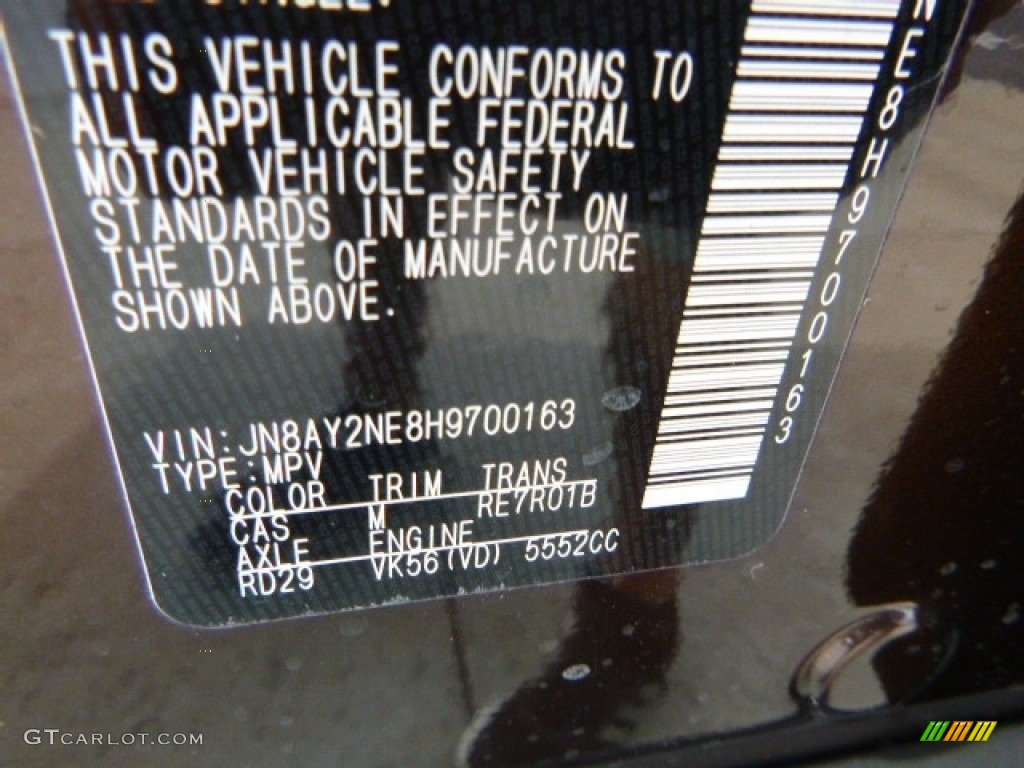 THIS VEHICLE CONFORMS TO
ALL APPLICABLE FEDERAL
MOTOR VEHICLE SAFETY
STANDARDS IN EFFECT ON
THE DATE OF MANUFACTURE
SHOWN ABOVE.
VIN:JN8AY2NE8H9700163
TYPE:MPV
COLOR TRIM TRANS
CAS M RE7R01B
AXLE ENGINE
RD29 VK56(VD) 5552CC
NE8H9700163
GTCARLOT.COM